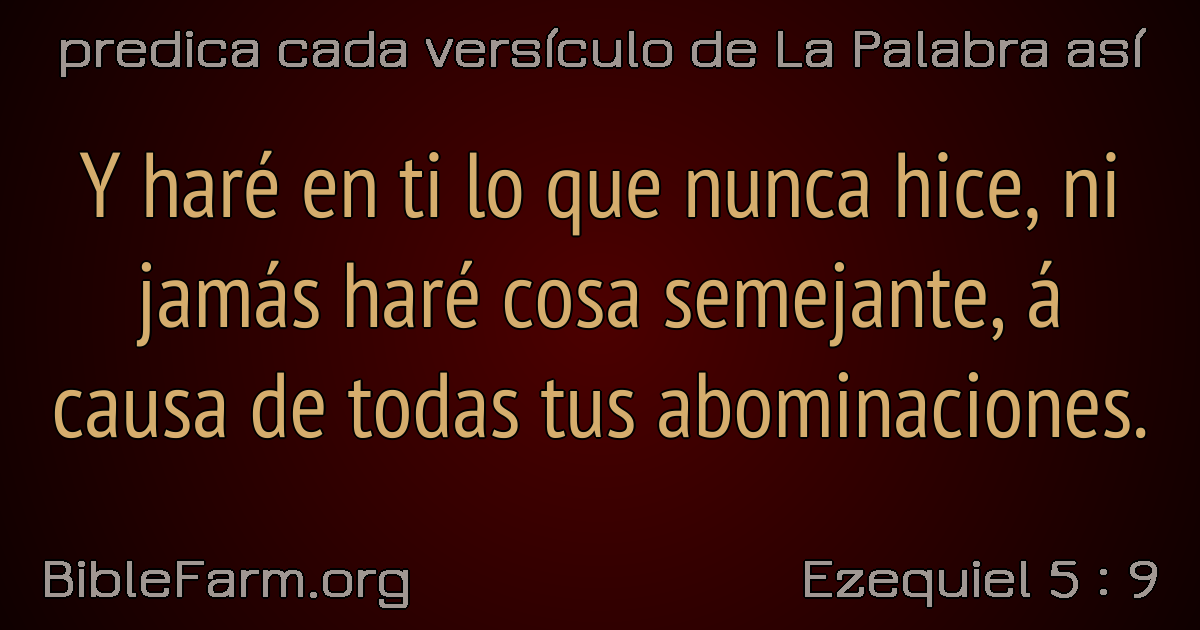 predica cada versículo de La Palabra así
Y haré en ti lo que nunca hice, ni
jamás haré cosa semejante, á
causa de todas tus abominaciones.
BibleFarm.org
Ezequiel 5 : 9